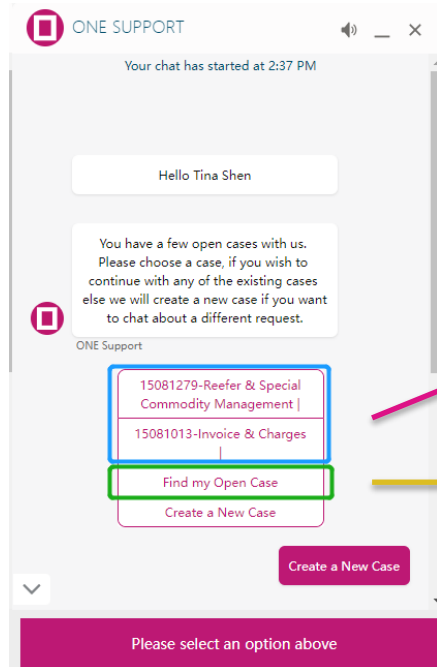 ONE SUPPORT
Your chat has started at 2:37 PM
Hello Tina Shen
You have a few open cases with us.
Please choose a case, if you wish to
continue with any of the existing cases
else we will create a new case if you want
to chat about a different request.
ONE Support
15081279-Reefer & Special
Commodity Management |
15081013-Invoice & Charges
|
Find my Open Case
Create a New Case
Create a New Case
Please select an option above